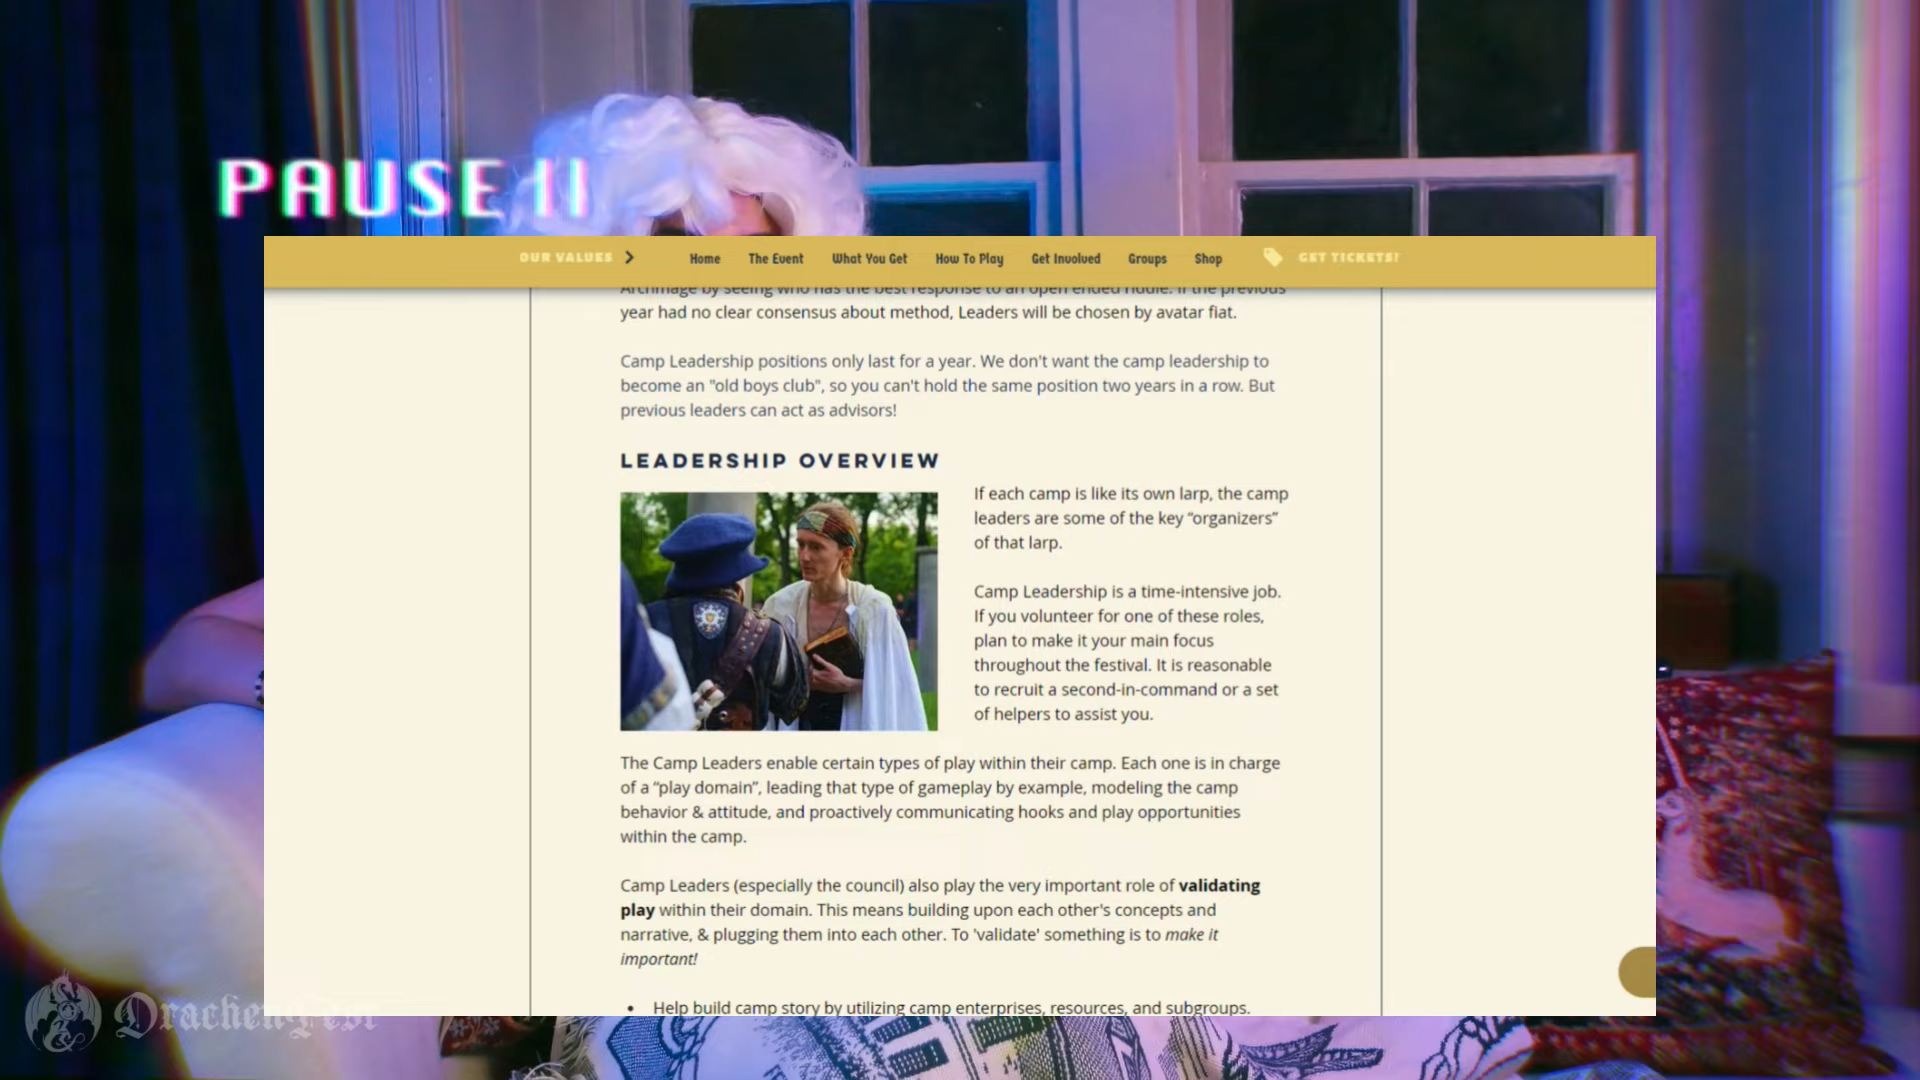 PAUSE II
OUR VALUES
Home
The Event
What You Get
How To Play
Get Involved
Groups
Shop
GET TICKETS!
Archmage by seeing who has the best response to an open ended riddle. If the previous
year had no clear consensus about method, Leaders will be chosen by avatar fiat.
Camp Leadership positions only last for a year. We don't want the camp leadership to
become an "old boys club", so you can't hold the same position two years in a row. But
previous leaders can act as advisors!
LEADERSHIP OVERVIEW
If each camp is like its own larp, the camp
leaders are some of the key “organizers”
of that larp.
Camp Leadership is a time-intensive job.
If you volunteer for one of these roles,
plan to make it your main focus
throughout the festival. It is reasonable
to recruit a second-in-command or a set
of helpers to assist you.
The Camp Leaders enable certain types of play within their camp. Each one is in charge
of a “play domain”, leading that type of gameplay by example, modeling the camp
behavior & attitude, and proactively communicating hooks and play opportunities
within the camp.
Camp Leaders (especially the council) also play the very important role of validating
play within their domain. This means building upon each other's concepts and
narrative, & plugging them into each other. To 'validate' something is to make it
important!
• Help build camp story by utilizing camp enterprises, resources, and subgroups.
Drachenfest